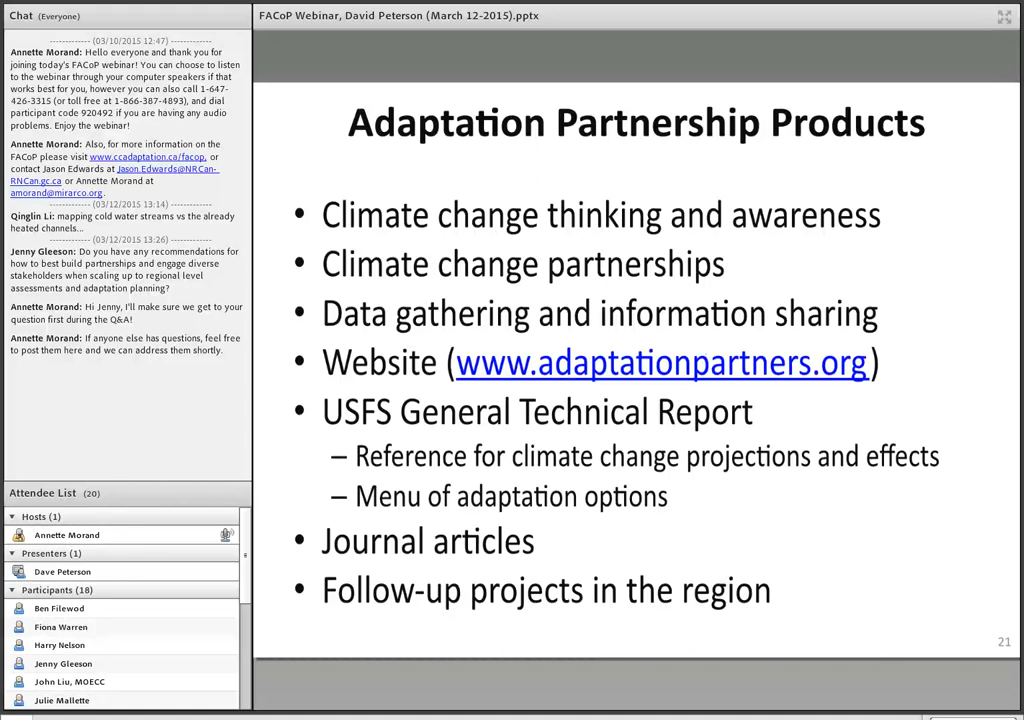 Chat (Everyone)
------------- (03/10/2015 12:47) -------------
Annette Morand: Hello everyone and thank you for
joining today's FACoP webinar! You can choose to listen
to the webinar through your computer speakers if that
works best for you, however you can also call 1-647-
426-3315 (or toll free at 1-866-387-4893), and dial
participant code 920492 if you are having any audio
problems. Enjoy the webinar!
Annette Morand: Also, for more information on the
FACoP please visit www.ccadaptation.ca/facop, or
contact Jason Edwards at Jason.Edwards@NRCan-
RNCan.gc.ca or Annette Morand at
amorand@mirarco.org.
------------- (03/12/2015 13:14) -------------
Qinglin Li: mapping cold water streams vs the already
heated channels...
------------- (03/12/2015 13:26) -------------
Jenny Gleeson: Do you have any recommendations for
how to best build partnerships and engage diverse
stakeholders when scaling up to regional level
assessments and adaptation planning?
Annette Morand: Hi Jenny, I'll make sure we get to your
question first during the Q&A!
Annette Morand: If anyone else has questions, feel free
to post them here and we can address them shortly.
Attendee List (20)
Hosts (1)
Annette Morand
Presenters (1)
Dave Peterson
Participants (18)
Ben Filewod
Fiona Warren
Harry Nelson
Jenny Gleeson
John Liu, MOECC
Julie Mallette
FACoP Webinar, David Peterson (March 12-2015).pptx
Adaptation Partnership Products
• Climate change thinking and awareness
• Climate change partnerships
• Data gathering and information sharing
• Website (www.adaptationpartners.org)
• USFS General Technical Report
– Reference for climate change projections and effects
– Menu of adaptation options
• Journal articles
• Follow-up projects in the region
21